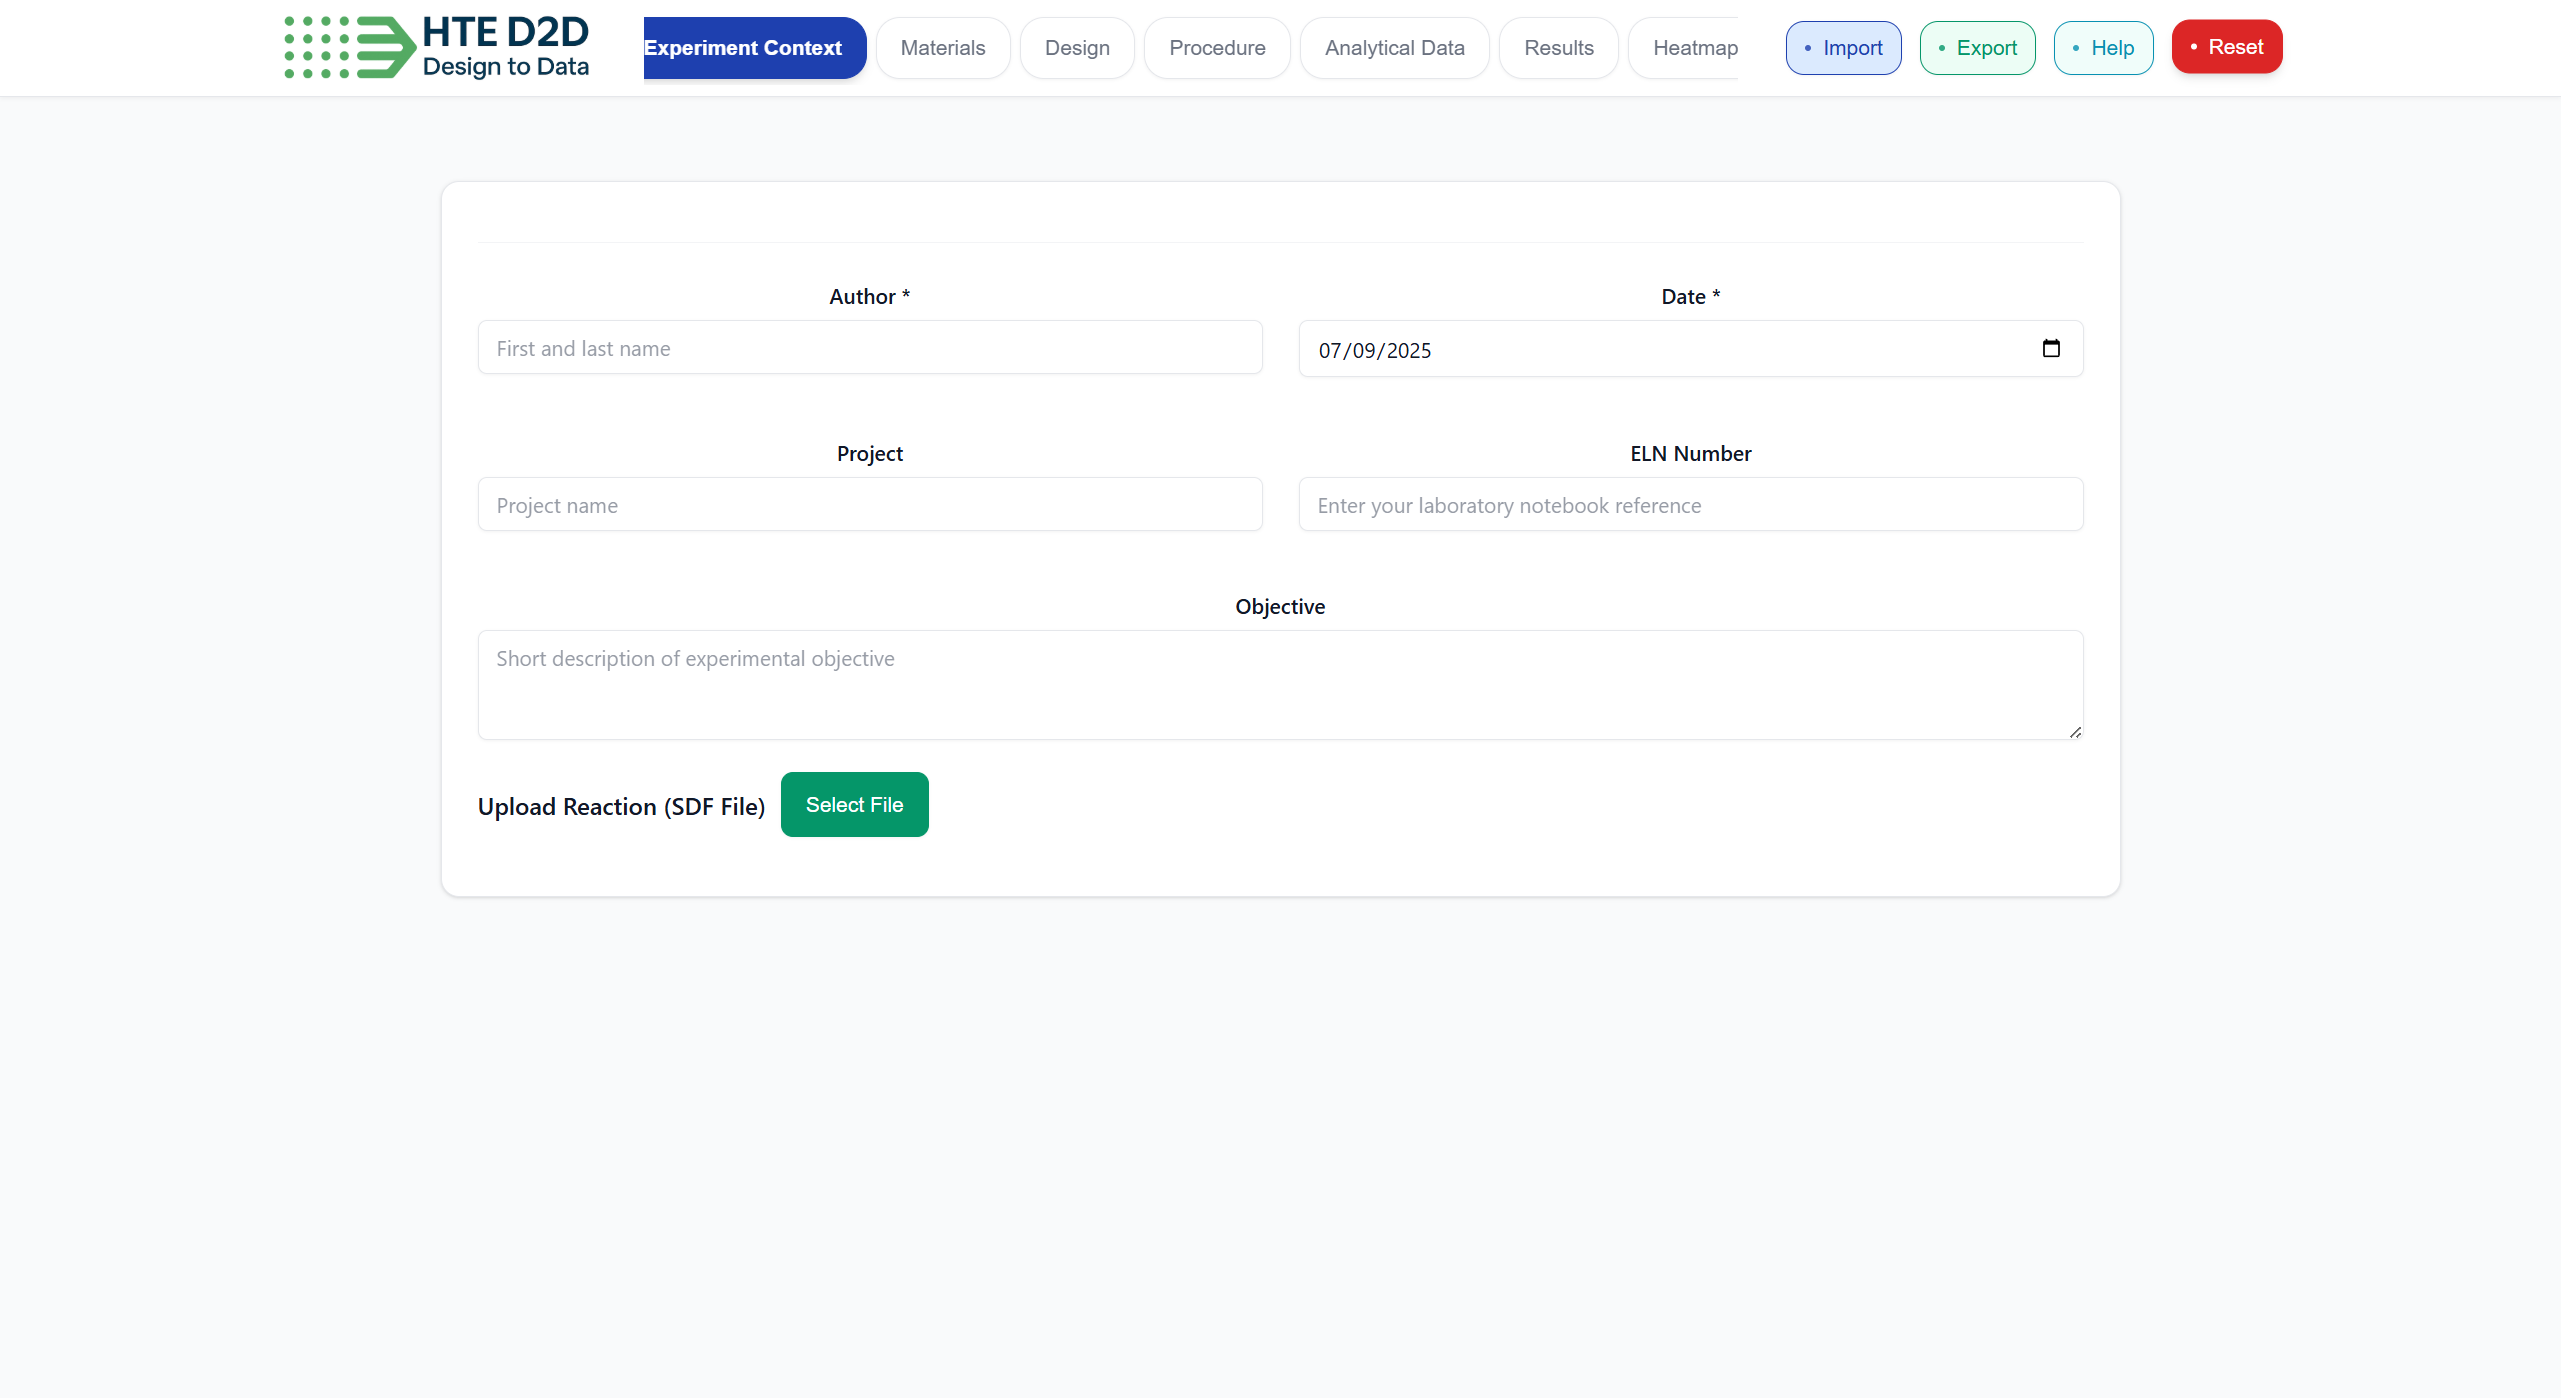 HTE D2D
Design to Data
Experiment Context
Materials
Design
Procedure
Analytical Data
Results
Heatmap
• Import
• Export
• Help
• Reset
Author *
Date *
First and last name
07/09/2025
Project
ELN Number
Project name
Enter your laboratory notebook reference
Objective
Short description of experimental objective
Upload Reaction (SDF File)
Select File